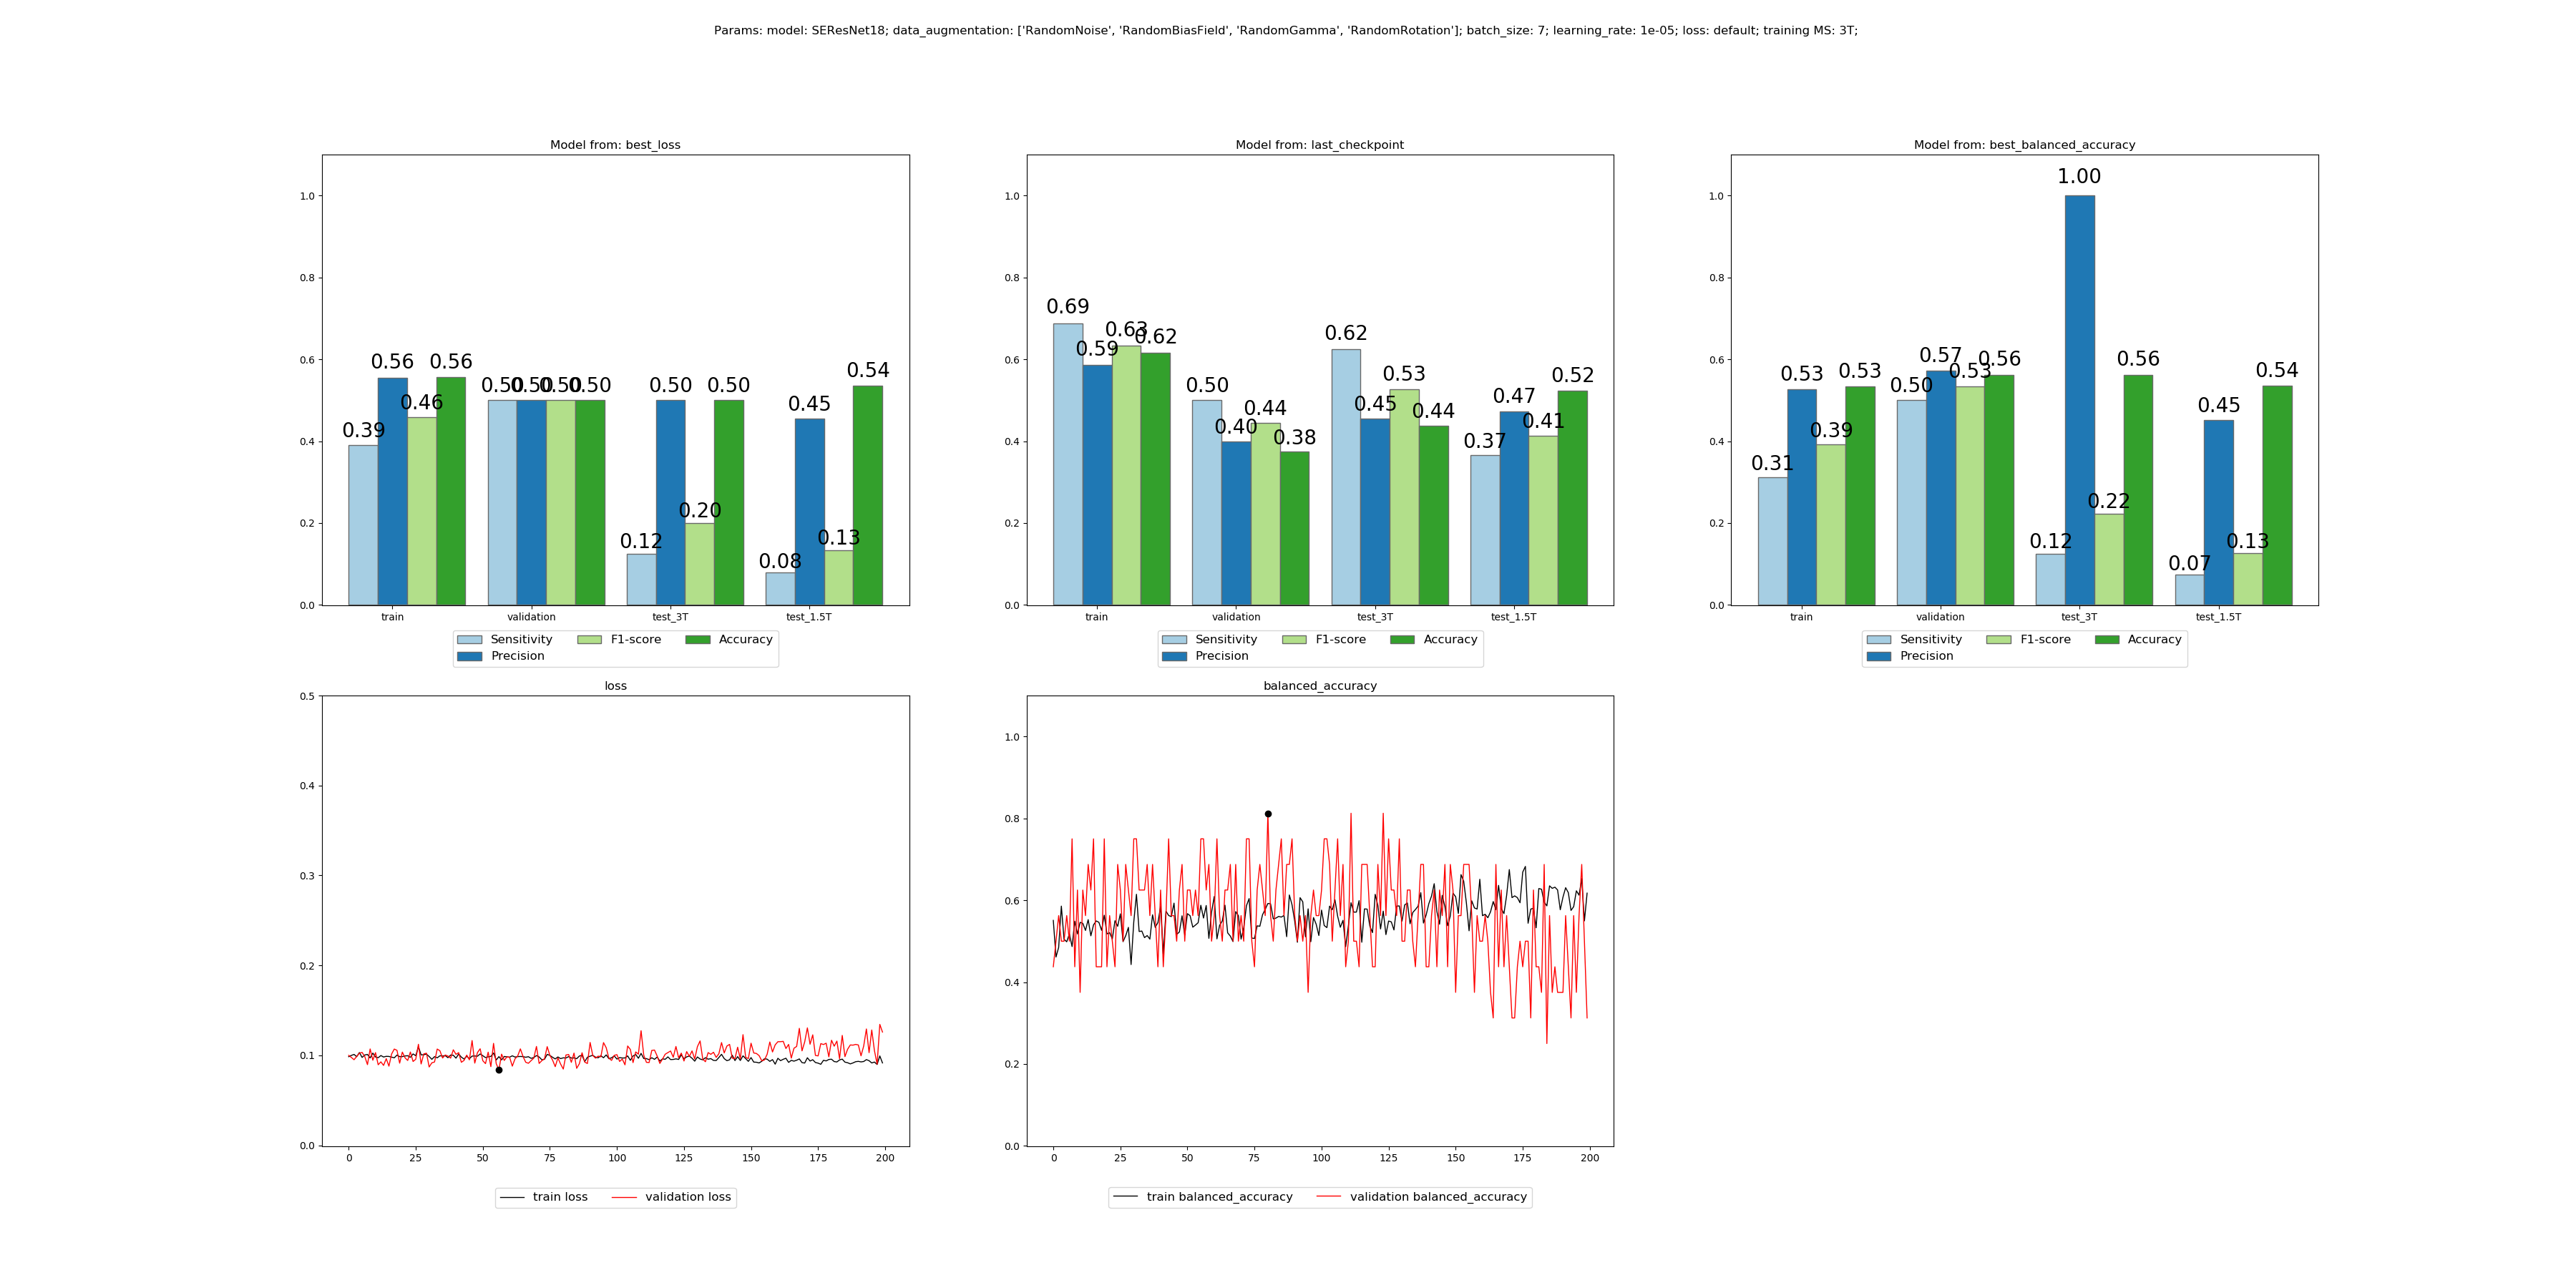 Params: model: SEResNet18; data_augmentation: ['RandomNoise', 'RandomBiasField', 'RandomGamma', 'RandomRotation']; batch_size: 7; learning_rate: 1e-05; loss: default; training MS: 3T;
Model from: best_loss
1.0
0.8
0.6
0.4
0.2
0.0
0.39
0.56
0.46
0.56
0.50
0.50
0.50
0.50
0.12
0.50
0.20
0.50
0.08
0.45
0.13
0.54
train
validation
test_3T
test_1.5T
Sensitivity
F1-score
Accuracy
Precision
Model from: last_checkpoint
1.0
0.8
0.6
0.4
0.2
0.0
0.69
0.59
0.63
0.62
0.50
0.40
0.44
0.38
0.62
0.45
0.53
0.44
0.37
0.47
0.41
0.52
train
validation
test_3T
test_1.5T
Sensitivity
F1-score
Accuracy
Precision
Model from: best_balanced_accuracy
1.0
0.8
0.6
0.4
0.2
0.0
0.31
0.53
0.39
0.53
0.50
0.57
0.53
0.56
0.12
1.00
0.22
0.56
0.07
0.45
0.13
0.54
train
validation
test_3T
test_1.5T
Sensitivity
F1-score
Accuracy
Precision
loss
0.5
0.4
0.3
0.2
0.1
0.0
0 25 50 75 100 125 150 175 200
train loss
validation loss
balanced_accuracy
1.0
0.8
0.6
0.4
0.2
0.0
0 25 50 75 100 125 150 175 200
train balanced_accuracy
validation balanced_accuracy